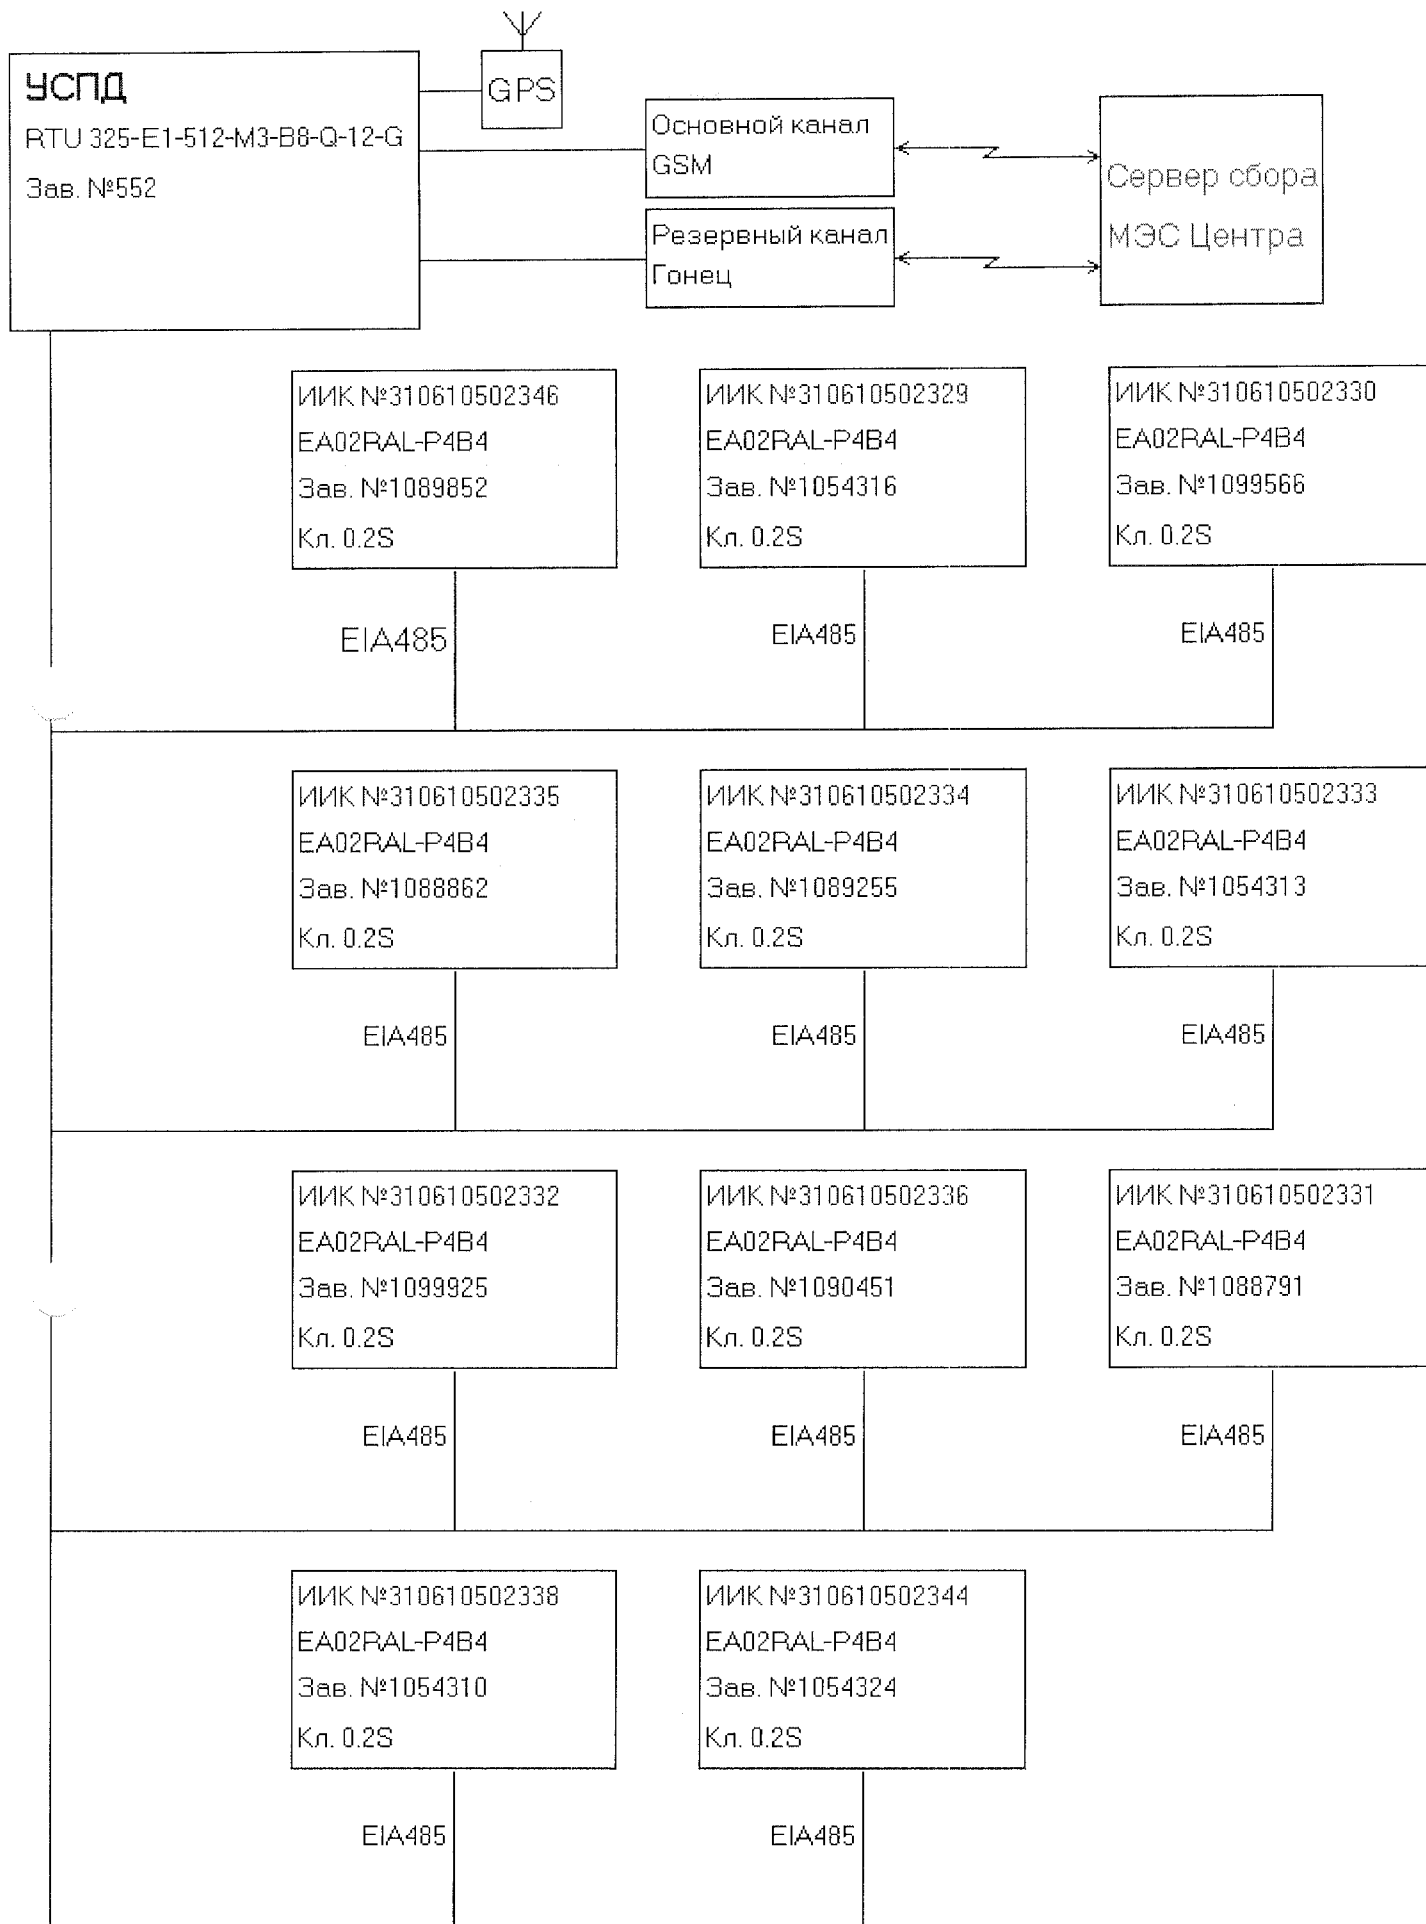 УСПД
RTU 325-E1-512-M3-B8-Q-12-G
Зав. №552
GPS
Основной канал
GSM
Резервный канал
Гонец
Сервер сбора
МЭС Центра
ИИК №310610502346
EA02RAL-P4B4
Зав. №1089852
Кл. 0.2S
EIA485
ИИК №310610502329
EA02RAL-P4B4
Зав. №1054316
Кл. 0.2S
EIA485
ИИК №310610502330
EA02RAL-P4B4
Зав. №1099566
Кл. 0.2S
EIA485
ИИК №310610502335
EA02RAL-P4B4
Зав. №1088862
Кл. 0.2S
EIA485
ИИК №310610502334
EA02RAL-P4B4
Зав. №1089255
Кл. 0.2S
EIA485
ИИК №310610502333
EA02RAL-P4B4
Зав. №1054313
Кл. 0.2S
EIA485
ИИК №310610502332
EA02RAL-P4B4
Зав. №1099925
Кл. 0.2S
EIA485
ИИК №310610502336
EA02RAL-P4B4
Зав. №1090451
Кл. 0.2S
EIA485
ИИК №310610502331
EA02RAL-P4B4
Зав. №1088791
Кл. 0.2S
EIA485
ИИК №310610502338
EA02RAL-P4B4
Зав. №1054310
Кл. 0.2S
EIA485
ИИК №310610502344
EA02RAL-P4B4
Зав. №1054324
Кл. 0.2S
EIA485